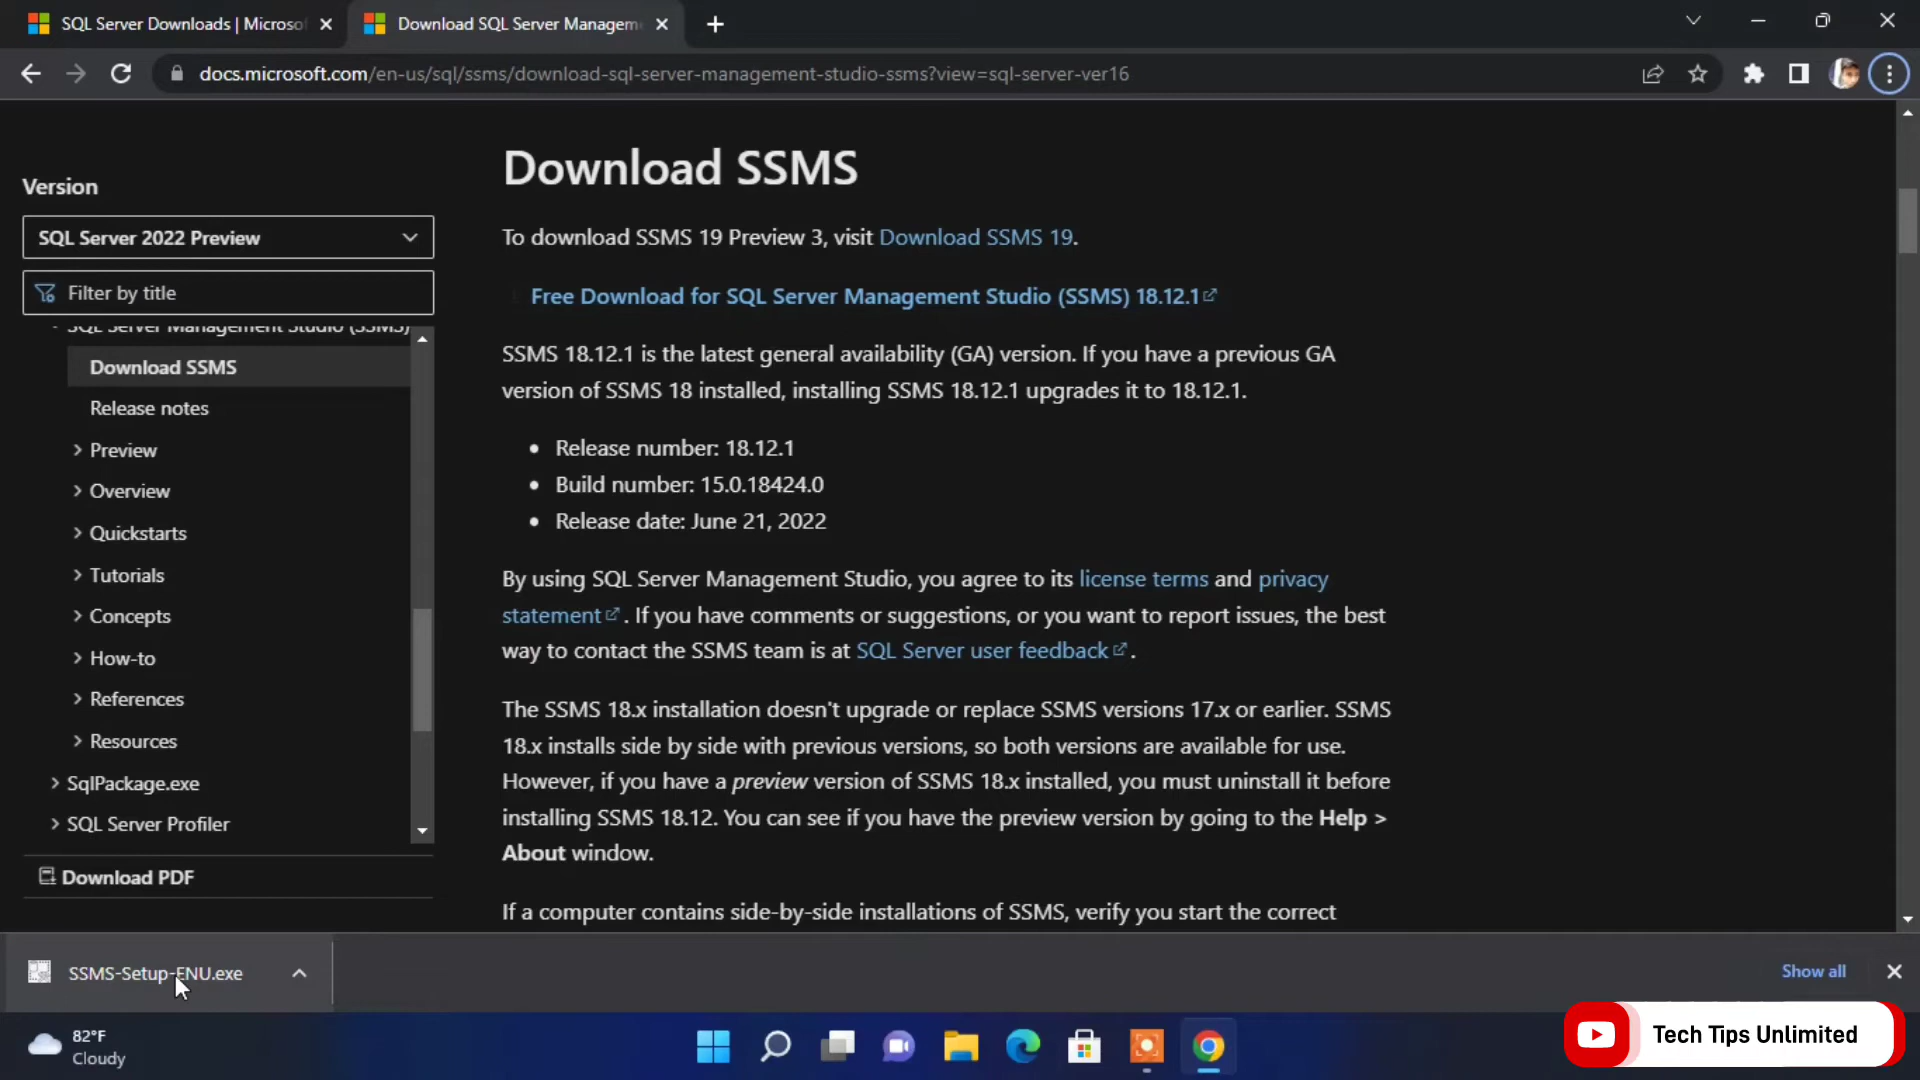 SQL Server Downloads | Microso
Download SQL Server Managem
docs.microsoft.com/en-us/sql/ssms/download-sql-server-management-studio-ssms?view=sql-server-ver16
Version
SQL Server 2022 Preview
Filter by title
SQL Server Management Studio (SSMS)
Download SSMS
Release notes
Preview
Overview
Quickstarts
Tutorials
Concepts
How-to
References
Resources
SqlPackage.exe
SQL Server Profiler
Download PDF
Download SSMS
To download SSMS 19 Preview 3, visit Download SSMS 19.
Free Download for SQL Server Management Studio (SSMS) 18.12.1
SSMS 18.12.1 is the latest general availability (GA) version. If you have a previous GA
version of SSMS 18 installed, installing SSMS 18.12.1 upgrades it to 18.12.1.
• Release number: 18.12.1
• Build number: 15.0.18424.0
• Release date: June 21, 2022
By using SQL Server Management Studio, you agree to its license terms and privacy
statement. If you have comments or suggestions, or you want to report issues, the best
way to contact the SSMS team is at SQL Server user feedback.
The SSMS 18.x installation doesn't upgrade or replace SSMS versions 17.x or earlier. SSMS
18.x installs side by side with previous versions, so both versions are available for use.
However, if you have a preview version of SSMS 18.x installed, you must uninstall it before
installing SSMS 18.12. You can see if you have the preview version by going to the Help >
About window.
If a computer contains side-by-side installations of SSMS, verify you start the correct
SSMS-Setup-ENU.exe
Show all
82°F
Cloudy
Tech Tips Unlimited